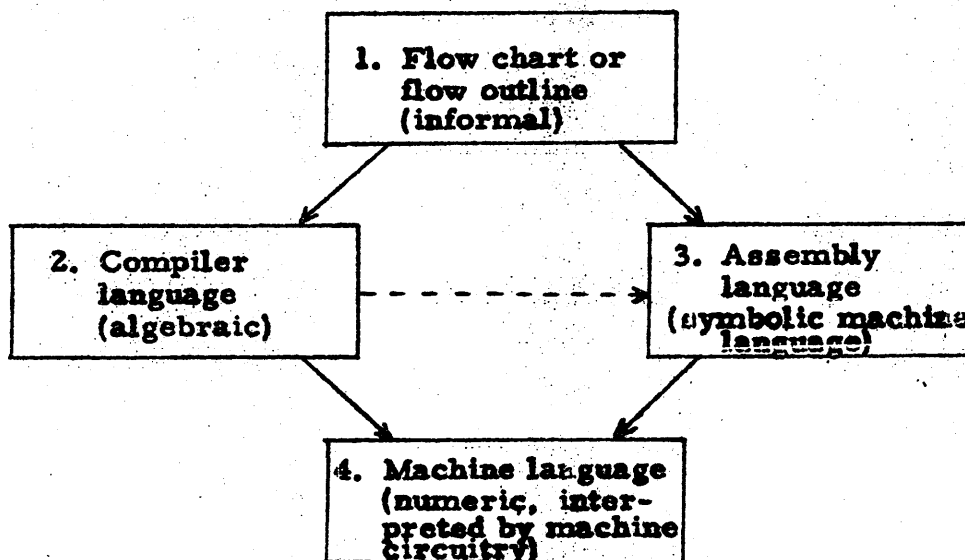 1. Flow chart or
flow outline
(informal)
2. Compiler
language
(algebraic)
3. Assembly
language
(symbolic machine
language)
4. Machine language
(numeric, inter-
preted by machine
circuitry)